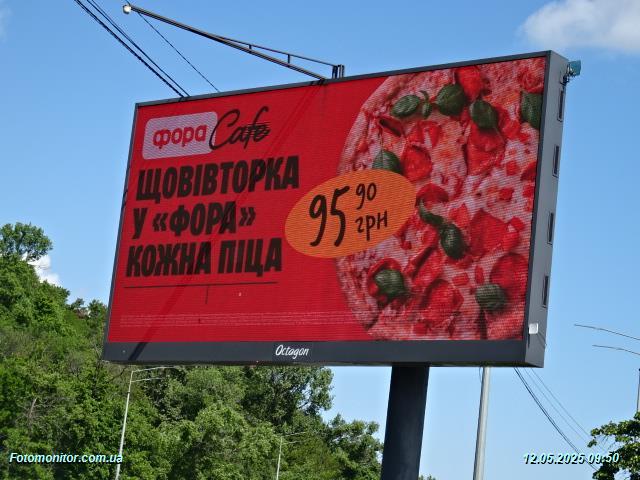 фора Cafe
ЩОВІВТОРКА
У «ФОРА»
КОЖНА ПІЦА
95 90
грн
Octagon
Fotomonitor.com.ua
12.05.2025 09:50